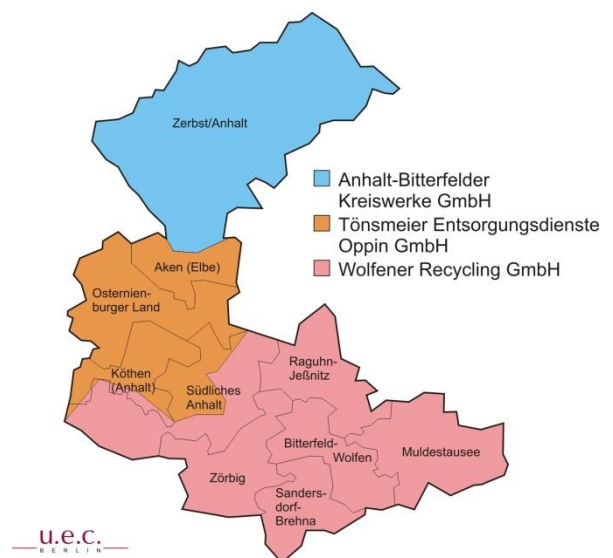 Zerbst/Anhalt
Anhalt-Bitterfelder
Kreiswerke GmbH
Tönsmeier Entsorgungsdienste
Oppin GmbH
Wolfener Recycling GmbH
Aken (Elbe)
Osternien-
burger Land
Köthen
(Anhalt)
Südliches
Anhalt
Raguhn-
Jeßnitz
Bitterfeld-
Wolfen
Muldestausee
Zörbig
Sanders-
dorf-
Brehna
u.e.c.
BERLIN